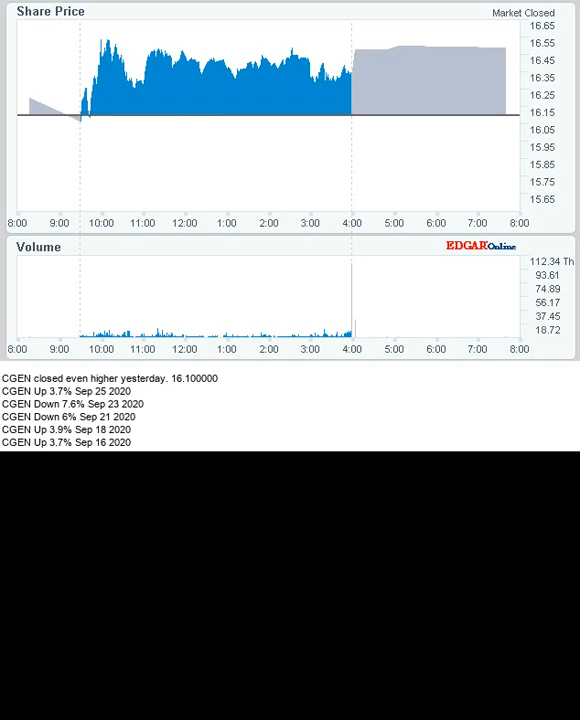 Share Price
Market Closed
16.65
16.55
16.45
16.35
16.25
16.15
16.05
15.95
15.85
15.75
15.65
8:00 9:00 10:00 11:00 12:00 1:00 2:00 3:00 4:00 5:00 6:00 7:00 8:00
Volume
EDGAR Online
112.34 Th
93.61
74.89
56.17
37.45
18.72
8:00 9:00 10:00 11:00 12:00 1:00 2:00 3:00 4:00 5:00 6:00 7:00 8:00
CGEN closed even higher yesterday. 16.100000
CGEN Up 3.7% Sep 25 2020
CGEN Down 7.6% Sep 23 2020
CGEN Down 6% Sep 21 2020
CGEN Up 3.9% Sep 18 2020
CGEN Up 3.7% Sep 16 2020